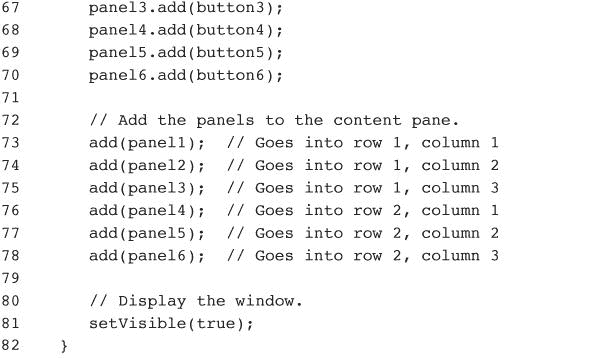 67       panel3.add(button3);
68       panel4.add(button4);
69       panel5.add(button5);
70       panel6.add(button6);
71
72       // Add the panels to the content pane.
73       add(panel1);  // Goes into row 1, column 1
74       add(panel2);  // Goes into row 1, column 2
75       add(panel3);  // Goes into row 1, column 3
76       add(panel4);  // Goes into row 2, column 1
77       add(panel5);  // Goes into row 2, column 2
78       add(panel6);  // Goes into row 2, column 3
79
80       // Display the window.
81       setVisible(true);
82    }